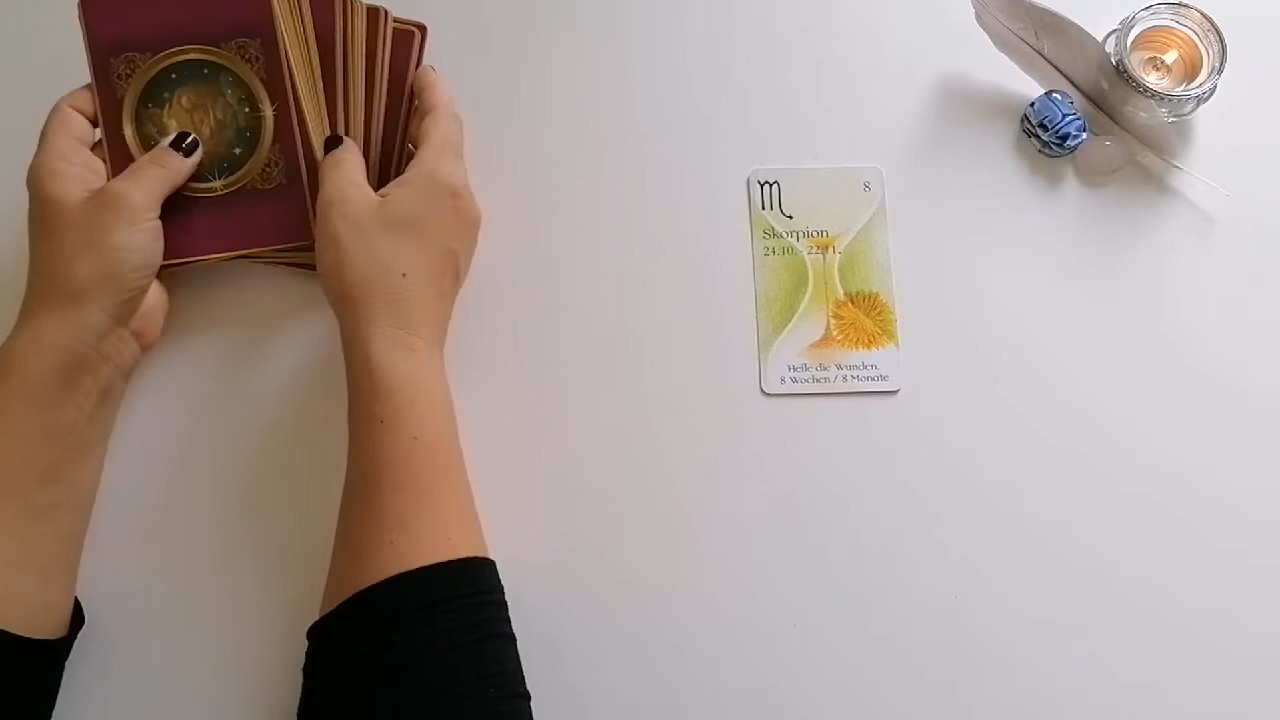 8
Skorpion
24.10. - 22.11.
Heile die Wunden.
8 Wochen / 8 Monate